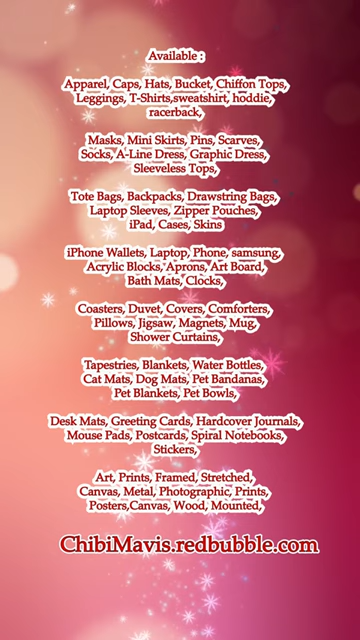 Available :
Apparel, Caps, Hats, Bucket, Chiffon Tops,
Leggings, T-Shirts,sweatshirt, hoddie,
racerback,
Masks, Mini Skirts, Pins, Scarves,
Socks, A-Line Dress, Graphic Dress,
Sleeveless Tops,
Tote Bags, Backpacks, Drawstring Bags,
Laptop Sleeves, Zipper Pouches,
iPad, Cases, Skins
iPhone Wallets, Laptop, Phone, samsung,
Acrylic Blocks, Aprons, Art Board,
Bath Mats, Clocks,
Coasters, Duvet, Covers, Comforters,
Pillows, Jigsaw, Magnets, Mug,
Shower Curtains,
Tapestries, Blankets, Water Bottles,
Cat Mats, Dog Mats, Pet Bandanas,
Pet Blankets, Pet Bowls,
Desk Mats, Greeting Cards, Hardcover Journals,
Mouse Pads, Postcards, Spiral Notebooks,
Stickers,
Art, Prints, Framed, Stretched,
Canvas, Metal, Photographic, Prints,
Posters,Canvas, Wood, Mounted,
ChibiMavis.redbubble.com